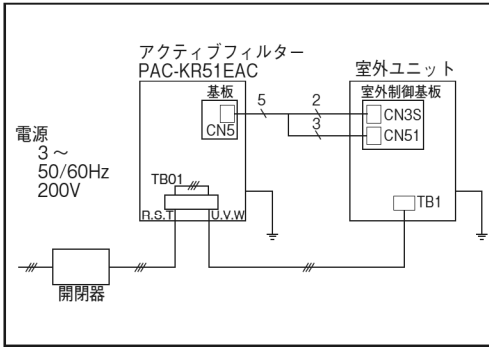 アクティブフィルター
PAC-KR51EAC
基板
CN5
5
2
3
室外ユニット
室外制御基板
CN3S
CN51
電源
3～
50/60Hz
200V
TB01
R.S.T
U.V.W
TB1
開閉器